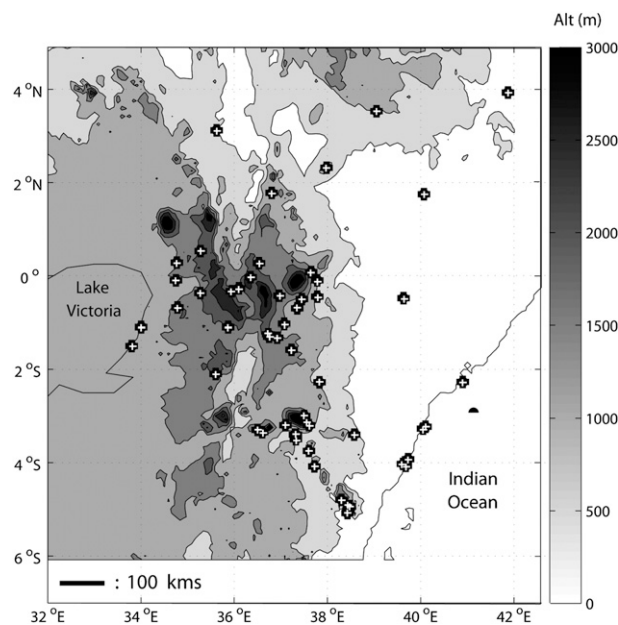 Alt (m)
3000
2500
2000
1500
1000
500
0
4 °N
2 °N
0 °
2 °S
4 °S
6 °S
Lake
Victoria
Indian
Ocean
: 100 kms
32 °E
34 °E
36 °E
38 °E
40 °E
42 °E